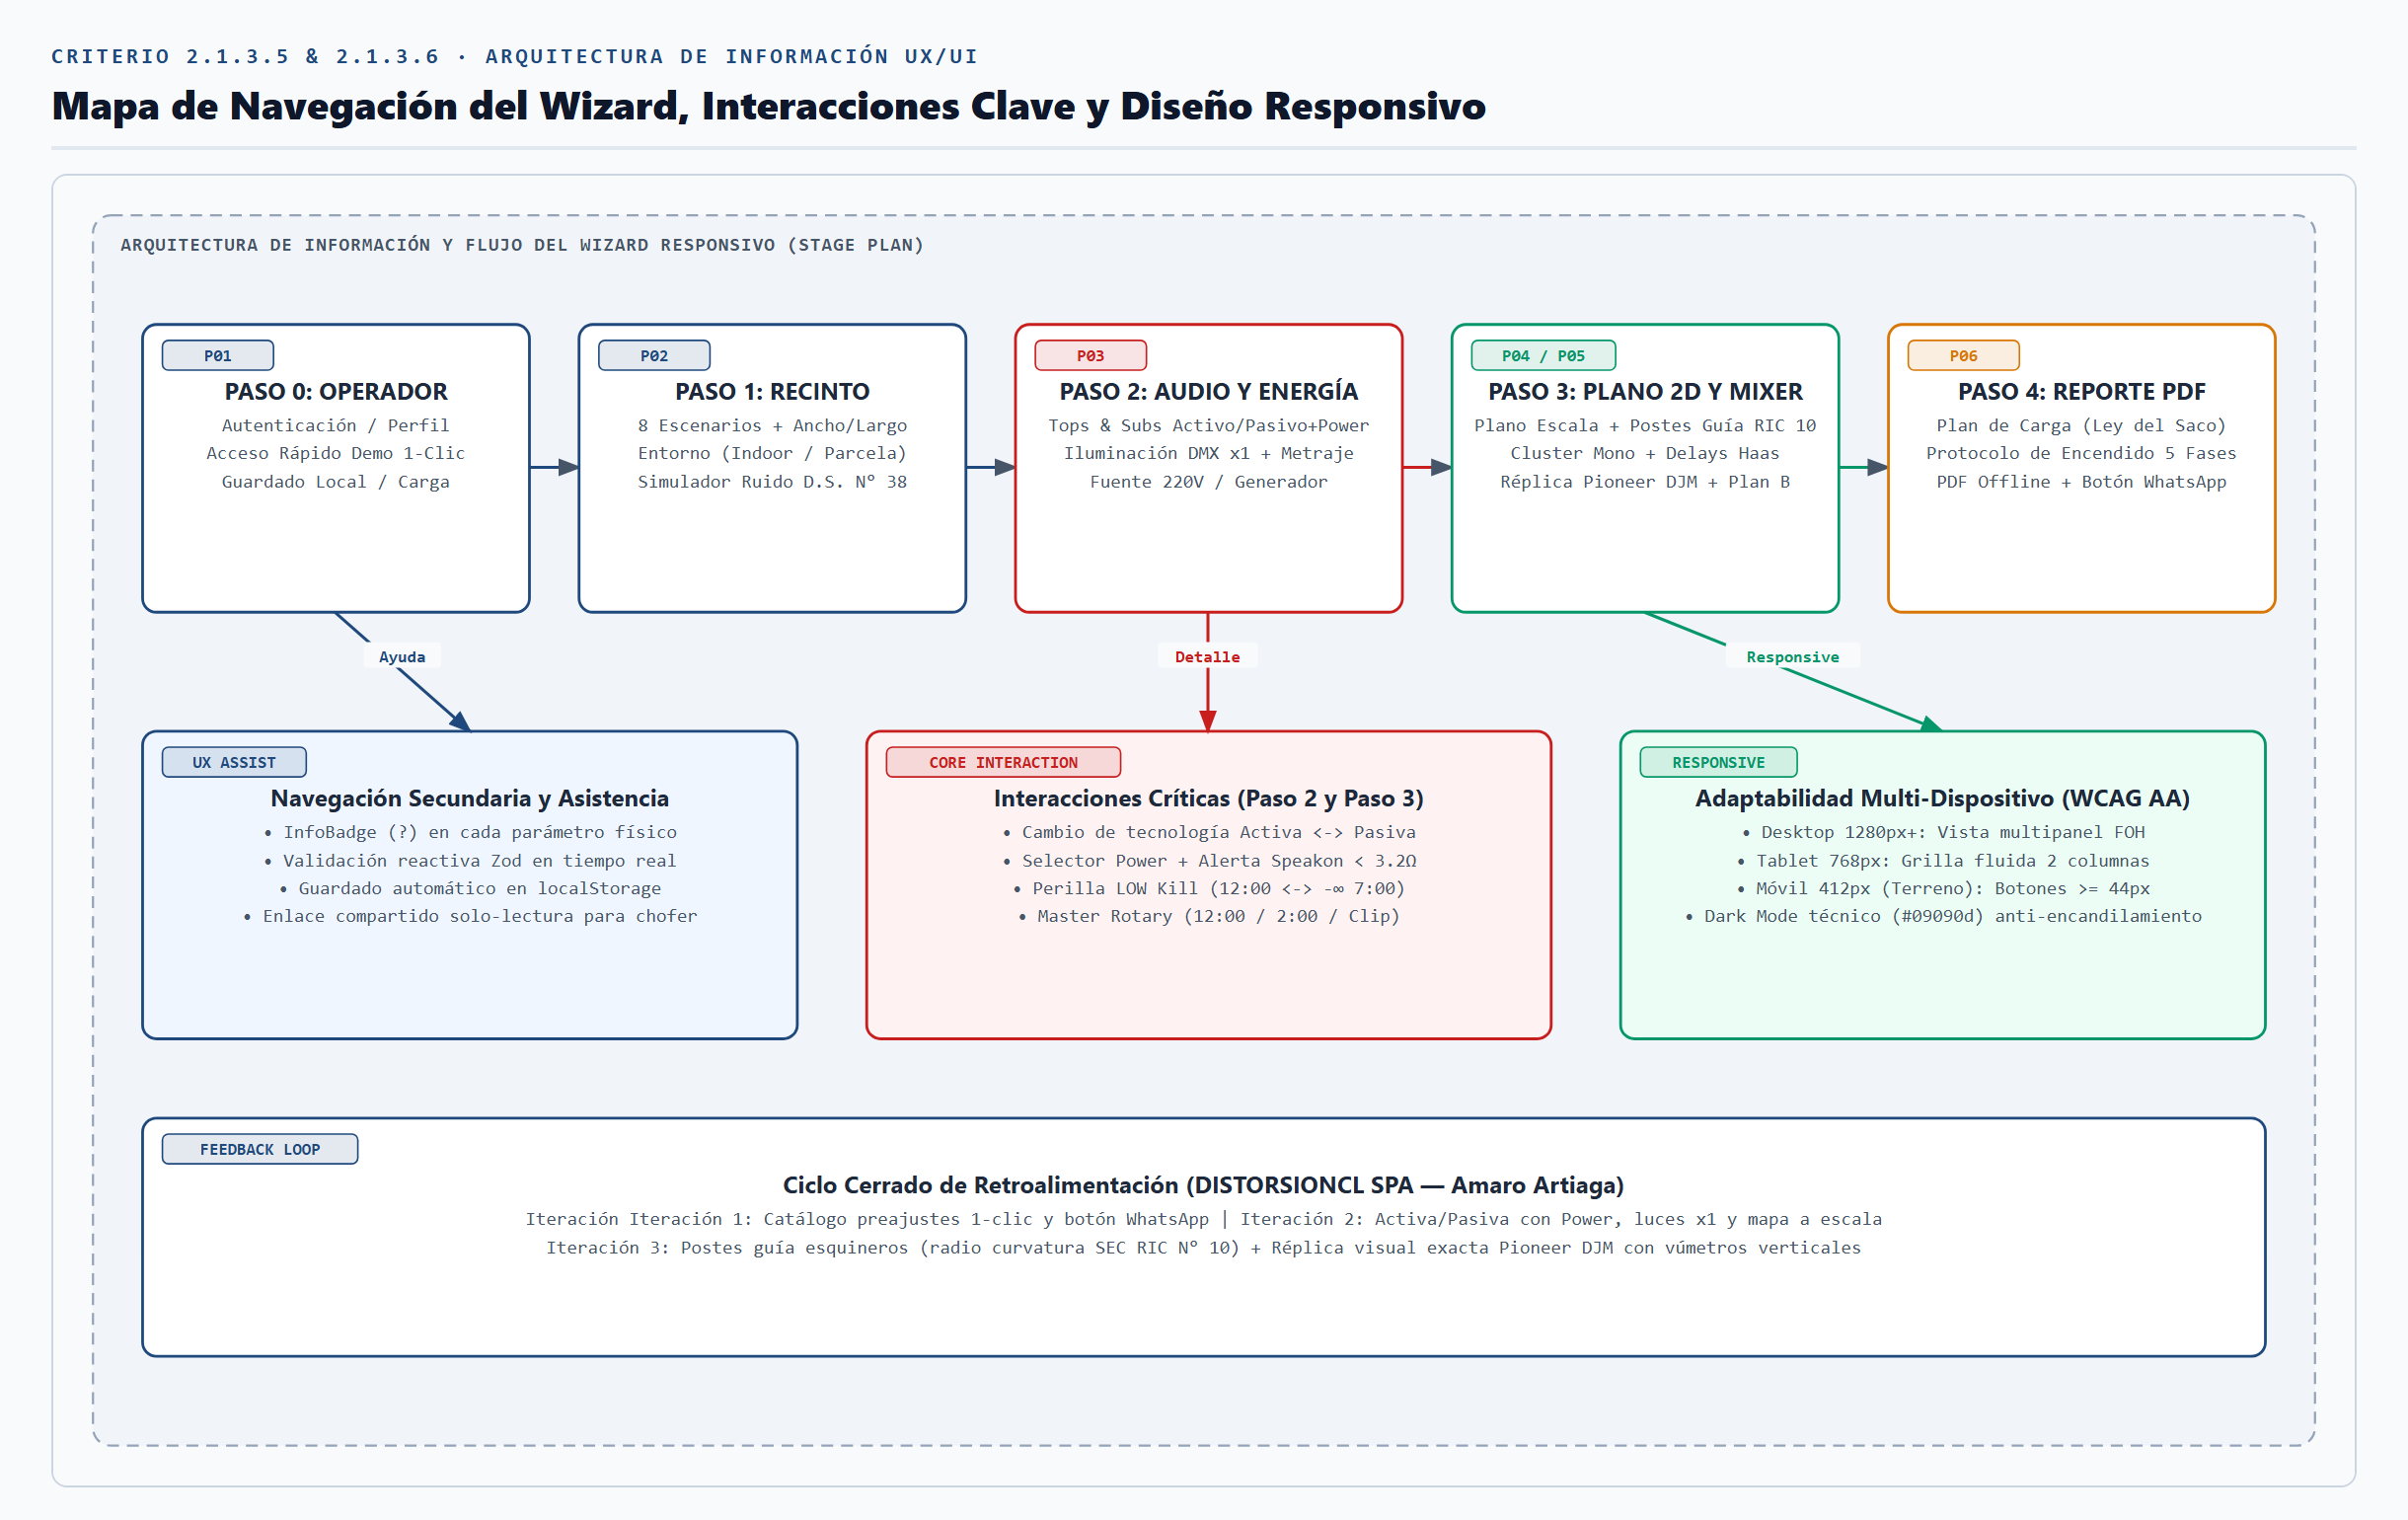 CRITERIO 2.1.3.5 & 2.1.3.6 · ARQUITECTURA DE INFORMACIÓN UX/UI
Mapa de Navegación del Wizard, Interacciones Clave y Diseño Responsivo
ARQUITECTURA DE INFORMACIÓN Y FLUJO DEL WIZARD RESPONSIVO (STAGE PLAN)
P01
PASO 0: OPERADOR
Autenticación / Perfil
Acceso Rápido Demo 1-Clic
Guardado Local / Carga
P02
PASO 1: RECINTO
8 Escenarios + Ancho/Largo
Entorno (Indoor / Parcela)
Simulador Ruido D.S. Nº 38
P03
PASO 2: AUDIO Y ENERGÍA
Tops & Subs Activo/Pasivo+Power
Iluminación DMX x1 + Metraje
Fuente 220V / Generador
P04 / P05
PASO 3: PLANO 2D Y MIXER
Plano Escala + Postes Guía RIC 10
Cluster Mono + Delays Haas
Réplica Pioneer DJM + Plan B
P06
PASO 4: REPORTE PDF
Plan de Carga (Ley del Saco)
Protocolo de Encendido 5 Fases
PDF Offline + Botón WhatsApp
Ayuda
Detalle
Responsive
UX ASSIST
Navegación Secundaria y Asistencia
• InfoBadge (?) en cada parámetro físico
• Validación reactiva Zod en tiempo real
• Guardado automático en localStorage
• Enlace compartido solo-lectura para chofer
CORE INTERACTION
Interacciones Críticas (Paso 2 y Paso 3)
• Cambio de tecnología Activa <-> Pasiva
• Selector Power + Alerta Speakon < 3.2Ω
• Perilla LOW Kill (12:00 <-> -∞ 7:00)
• Master Rotary (12:00 / 2:00 / Clip)
RESPONSIVE
Adaptabilidad Multi-Dispositivo (WCAG AA)
• Desktop 1280px+: Vista multipanel FOH
• Tablet 768px: Grilla fluida 2 columnas
• Móvil 412px (Terreno): Botones >= 44px
• Dark Mode técnico (#09090d) anti-encandilamiento
FEEDBACK LOOP
Ciclo Cerrado de Retroalimentación (DISTORSIONCL SPA — Amaro Artiaga)
Iteración Iteración 1: Catálogo preajustes 1-clic y botón WhatsApp | Iteración 2: Activa/Pasiva con Power, luces x1 y mapa a escala
Iteración 3: Postes guía esquineros (radio curvatura SEC RIC Nº 10) + Réplica visual exacta Pioneer DJM con vúmetros verticales